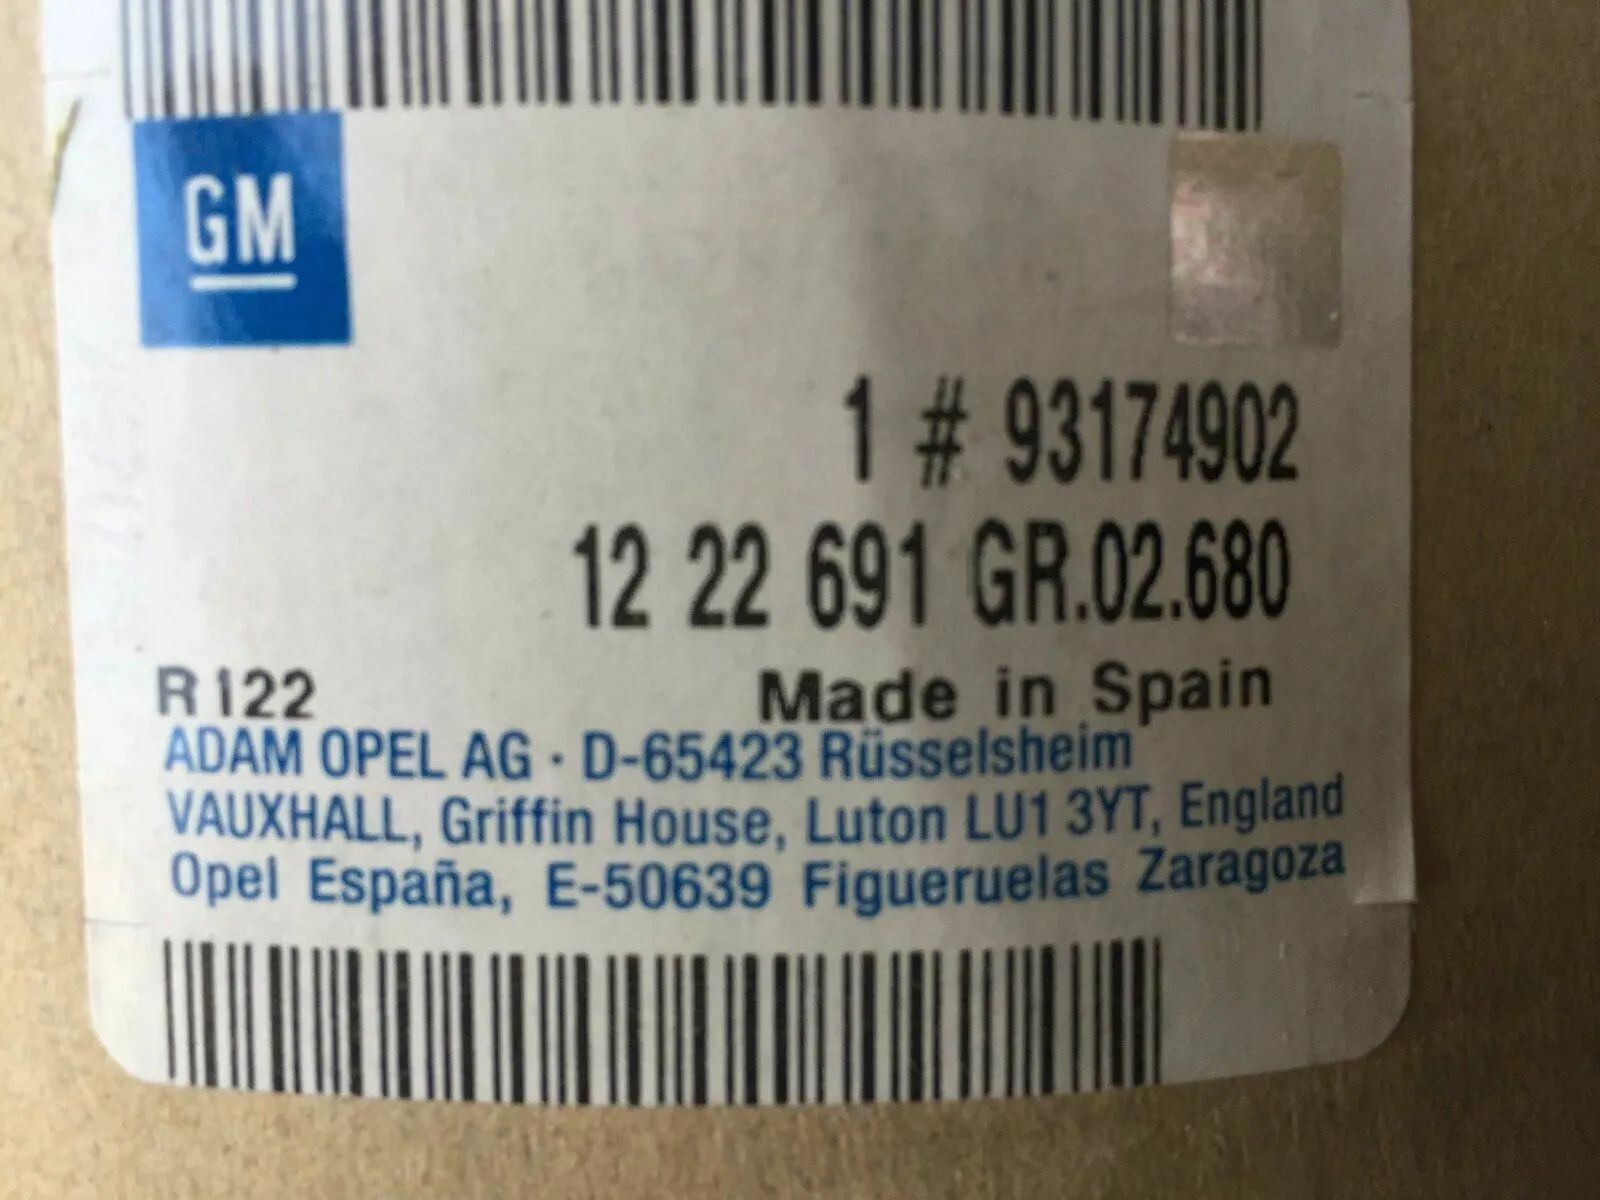 GM
1 # 93174902
12 22 691 GR.02.680
R 122 Made in Spain
ADAM OPEL AG · D-65423 Rüsselsheim
VAUXHALL, Griffin House, Luton LU1 3YT, England
Opel España, E-50639 Figueruelas Zaragoza